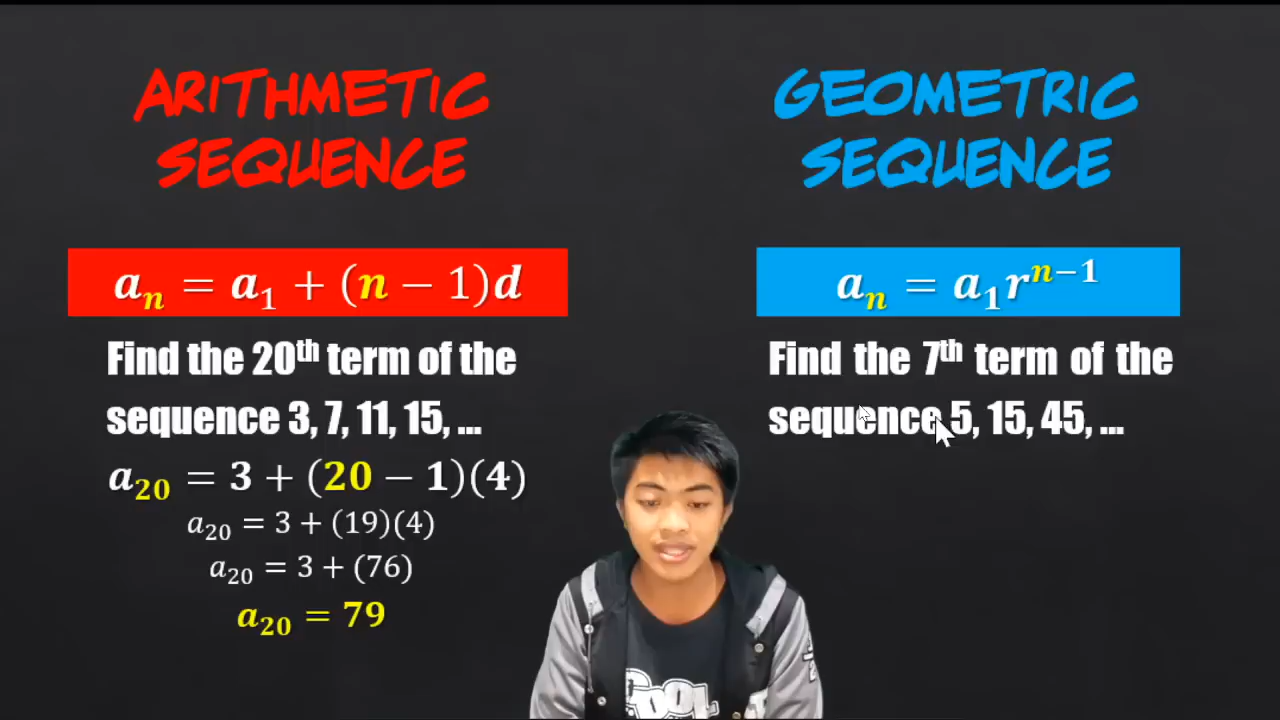 ARITHMETIC
SEQUENCE
aₙ = a₁ + (n − 1)d
Find the 20ᵗʰ term of the
sequence 3, 7, 11, 15, ...
a₂₀ = 3 + (20 − 1)(4)
a₂₀ = 3 + (19)(4)
a₂₀ = 3 + (76)
a₂₀ = 79
GEOMETRIC
SEQUENCE
aₙ = a₁rⁿ⁻¹
Find the 7ᵗʰ term of the
sequence 5, 15, 45, ...
COOL